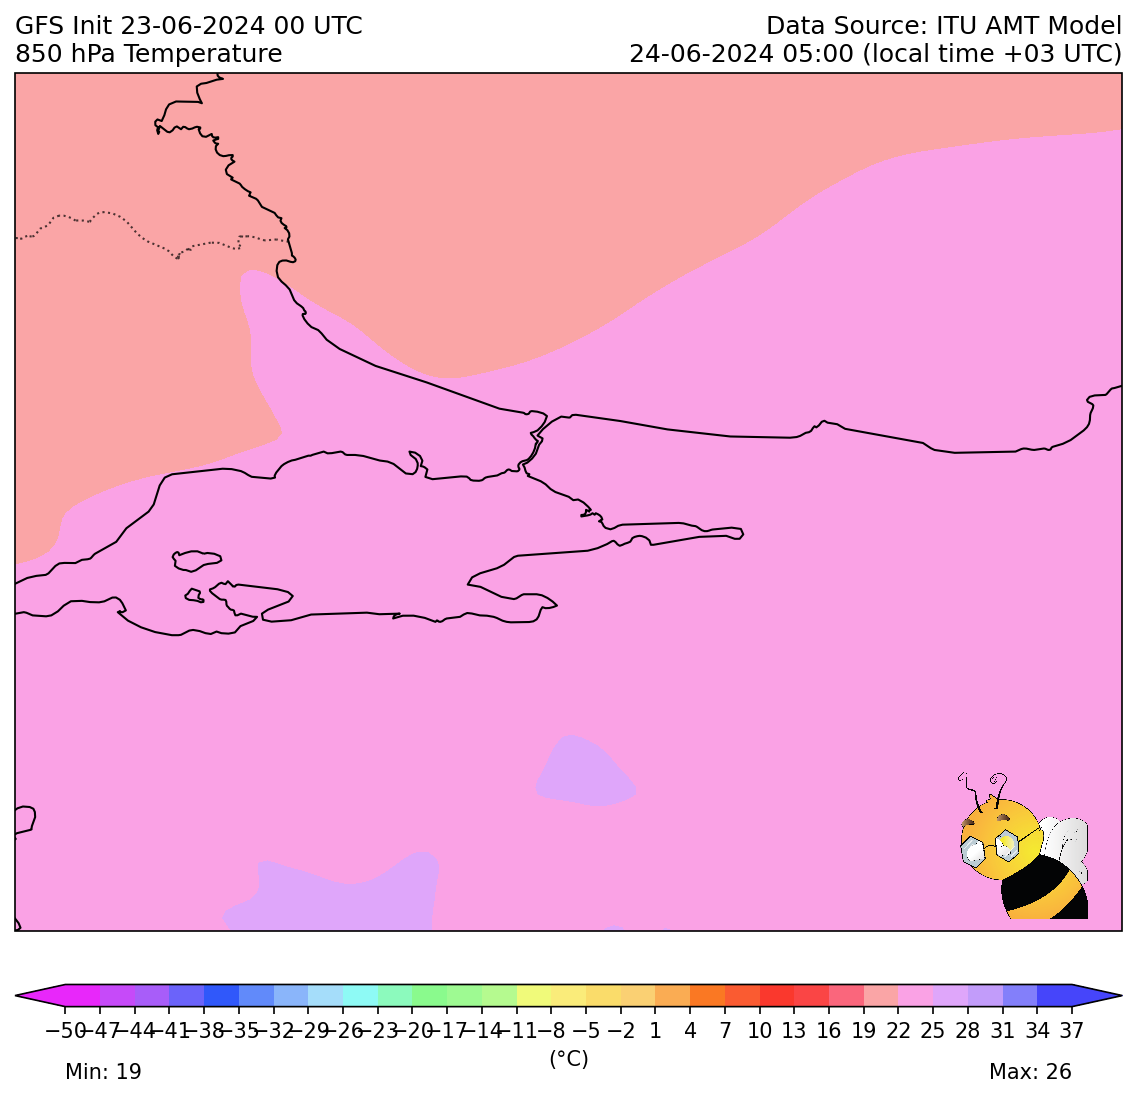 GFS Init 23-06-2024 00 UTC
Data Source: ITU AMT Model
850 hPa Temperature
24-06-2024 05:00 (local time +03 UTC)
−50 −47 −44 −41 −38 −35 −32 −29 −26 −23 −20 −17 −14 −11 −8 −5 −2 1 4 7 10 13 16 19 22 25 28 31 34 37
(°C)
Min: 19
Max: 26